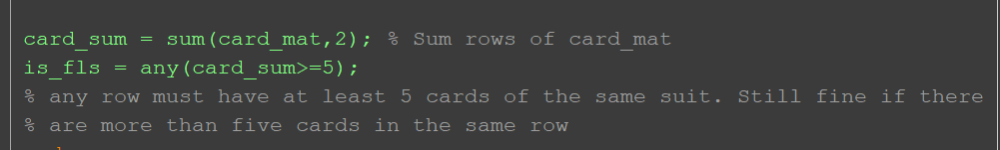 card_sum = sum(card_mat,2); % Sum rows of card_mat
is_fls = any(card_sum>=5);
% any row must have at least 5 cards of the same suit. Still fine if there
% are more than five cards in the same row